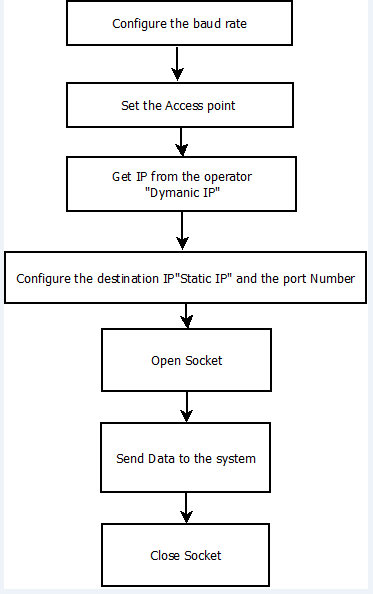 Configure the baud rate
Set the Access point
Get IP from the operator
"Dymanic IP"
Configure the destination IP"Static IP" and the port Number
Open Socket
Send Data to the system
Close Socket